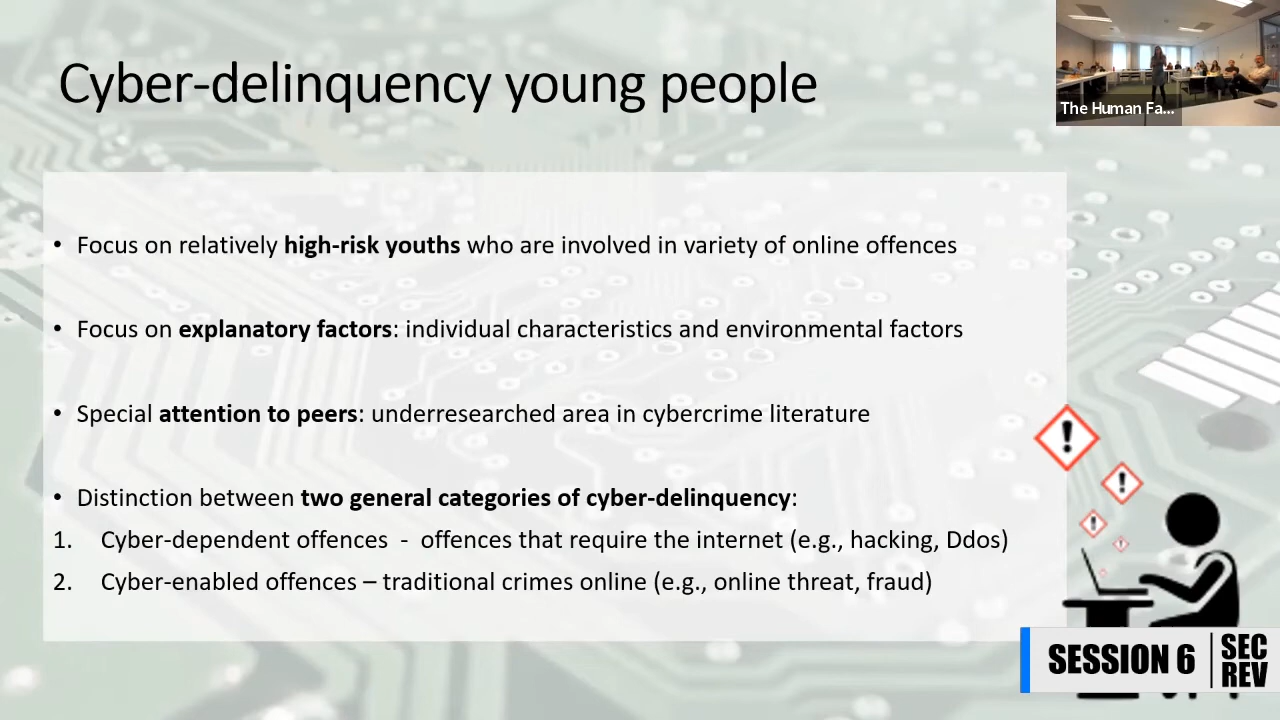 Cyber-delinquency young people
The Human Fa...
• Focus on relatively high-risk youths who are involved in variety of online offences
• Focus on explanatory factors: individual characteristics and environmental factors
• Special attention to peers: underresearched area in cybercrime literature
• Distinction between two general categories of cyber-delinquency:
1. Cyber-dependent offences - offences that require the internet (e.g., hacking, Ddos)
2. Cyber-enabled offences – traditional crimes online (e.g., online threat, fraud)
!
!
!
!
SESSION 6
SEC
REV